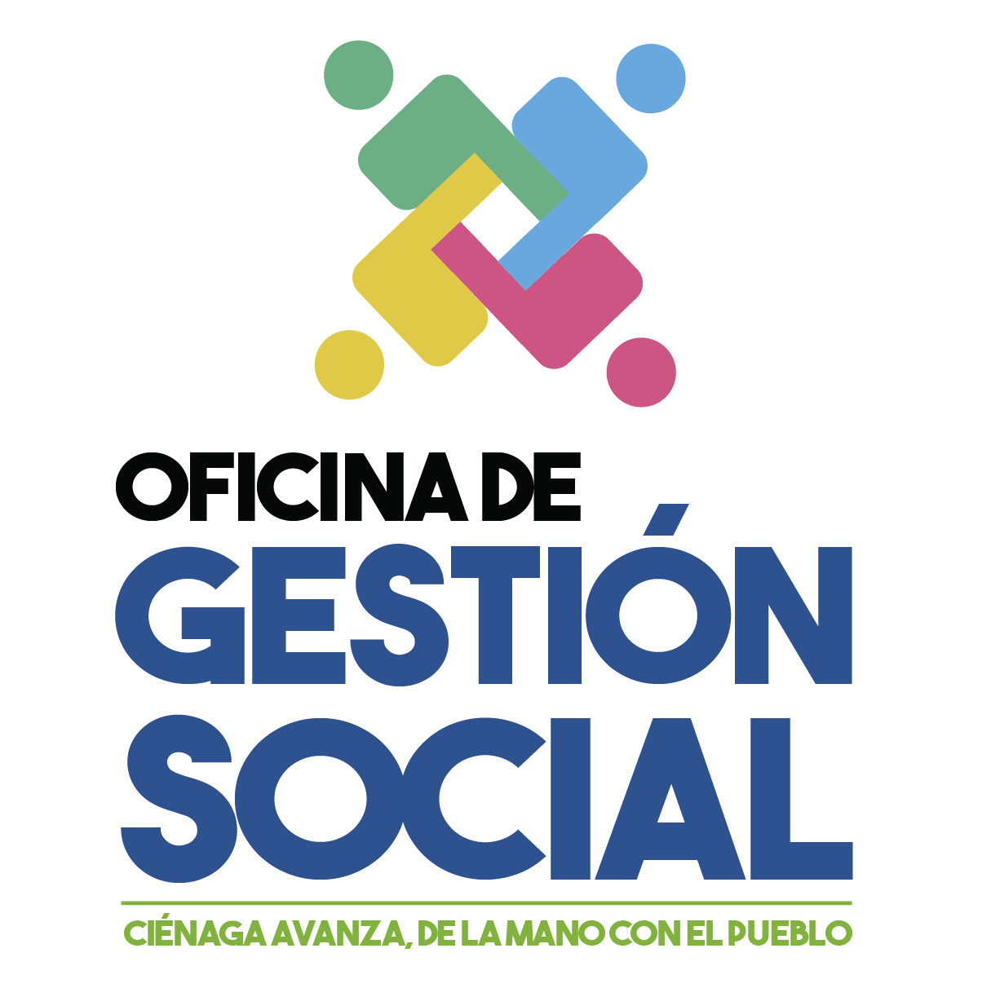 OFICINA DE
GESTIÓN
SOCIAL
CIÉNAGA AVANZA, DE LA MANO CON EL PUEBLO